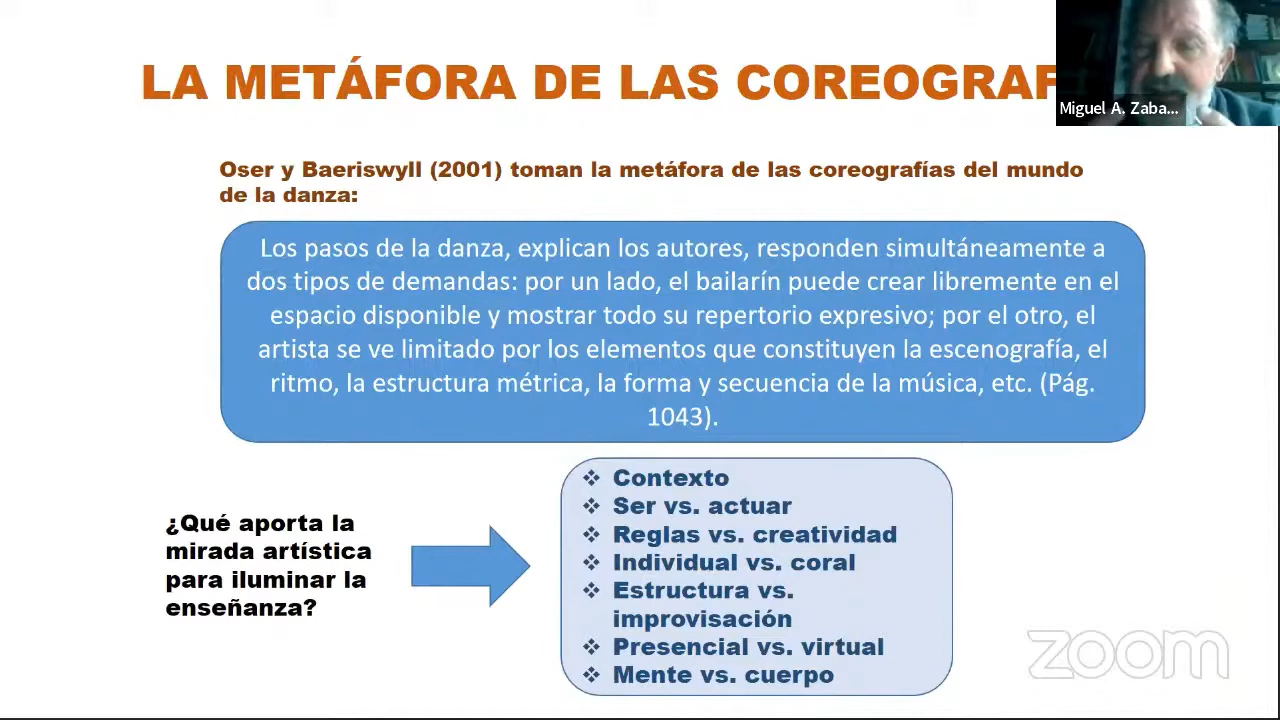 LA METÁFORA DE LAS COREOGRAF
Miguel A. Zaba...
Oser y Baeriswyll (2001) toman la metáfora de las coreografías del mundo
de la danza:
Los pasos de la danza, explican los autores, responden simultáneamente a
dos tipos de demandas: por un lado, el bailarín puede crear libremente en el
espacio disponible y mostrar todo su repertorio expresivo; por el otro, el
artista se ve limitado por los elementos que constituyen la escenografía, el
ritmo, la estructura métrica, la forma y secuencia de la música, etc. (Pág.
1043).
¿Qué aporta la
mirada artística
para iluminar la
enseñanza?
❖ Contexto
❖ Ser vs. actuar
❖ Reglas vs. creatividad
❖ Individual vs. coral
❖ Estructura vs.
improvisación
❖ Presencial vs. virtual
❖ Mente vs. cuerpo
zoom